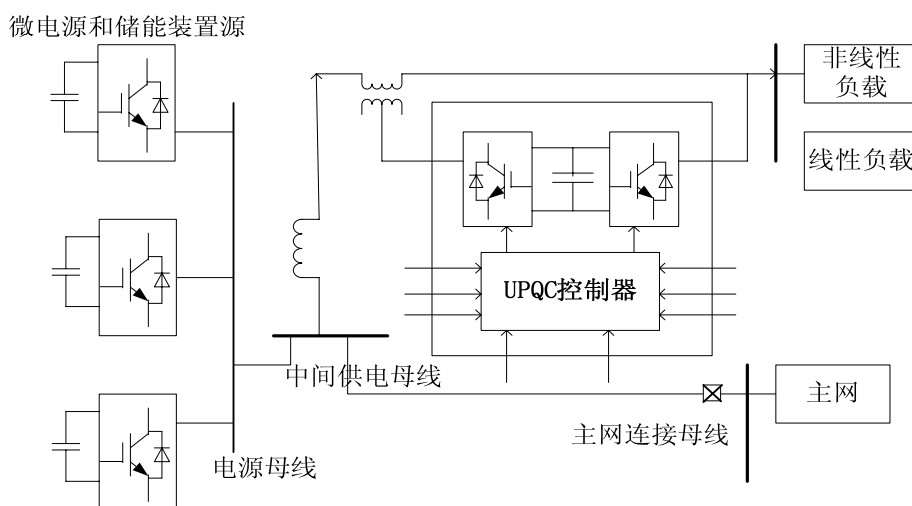 微电源和储能装置源
非线性
负载
线性负载
UPQC控制器
中间供电母线
主网
主网连接母线
电源母线